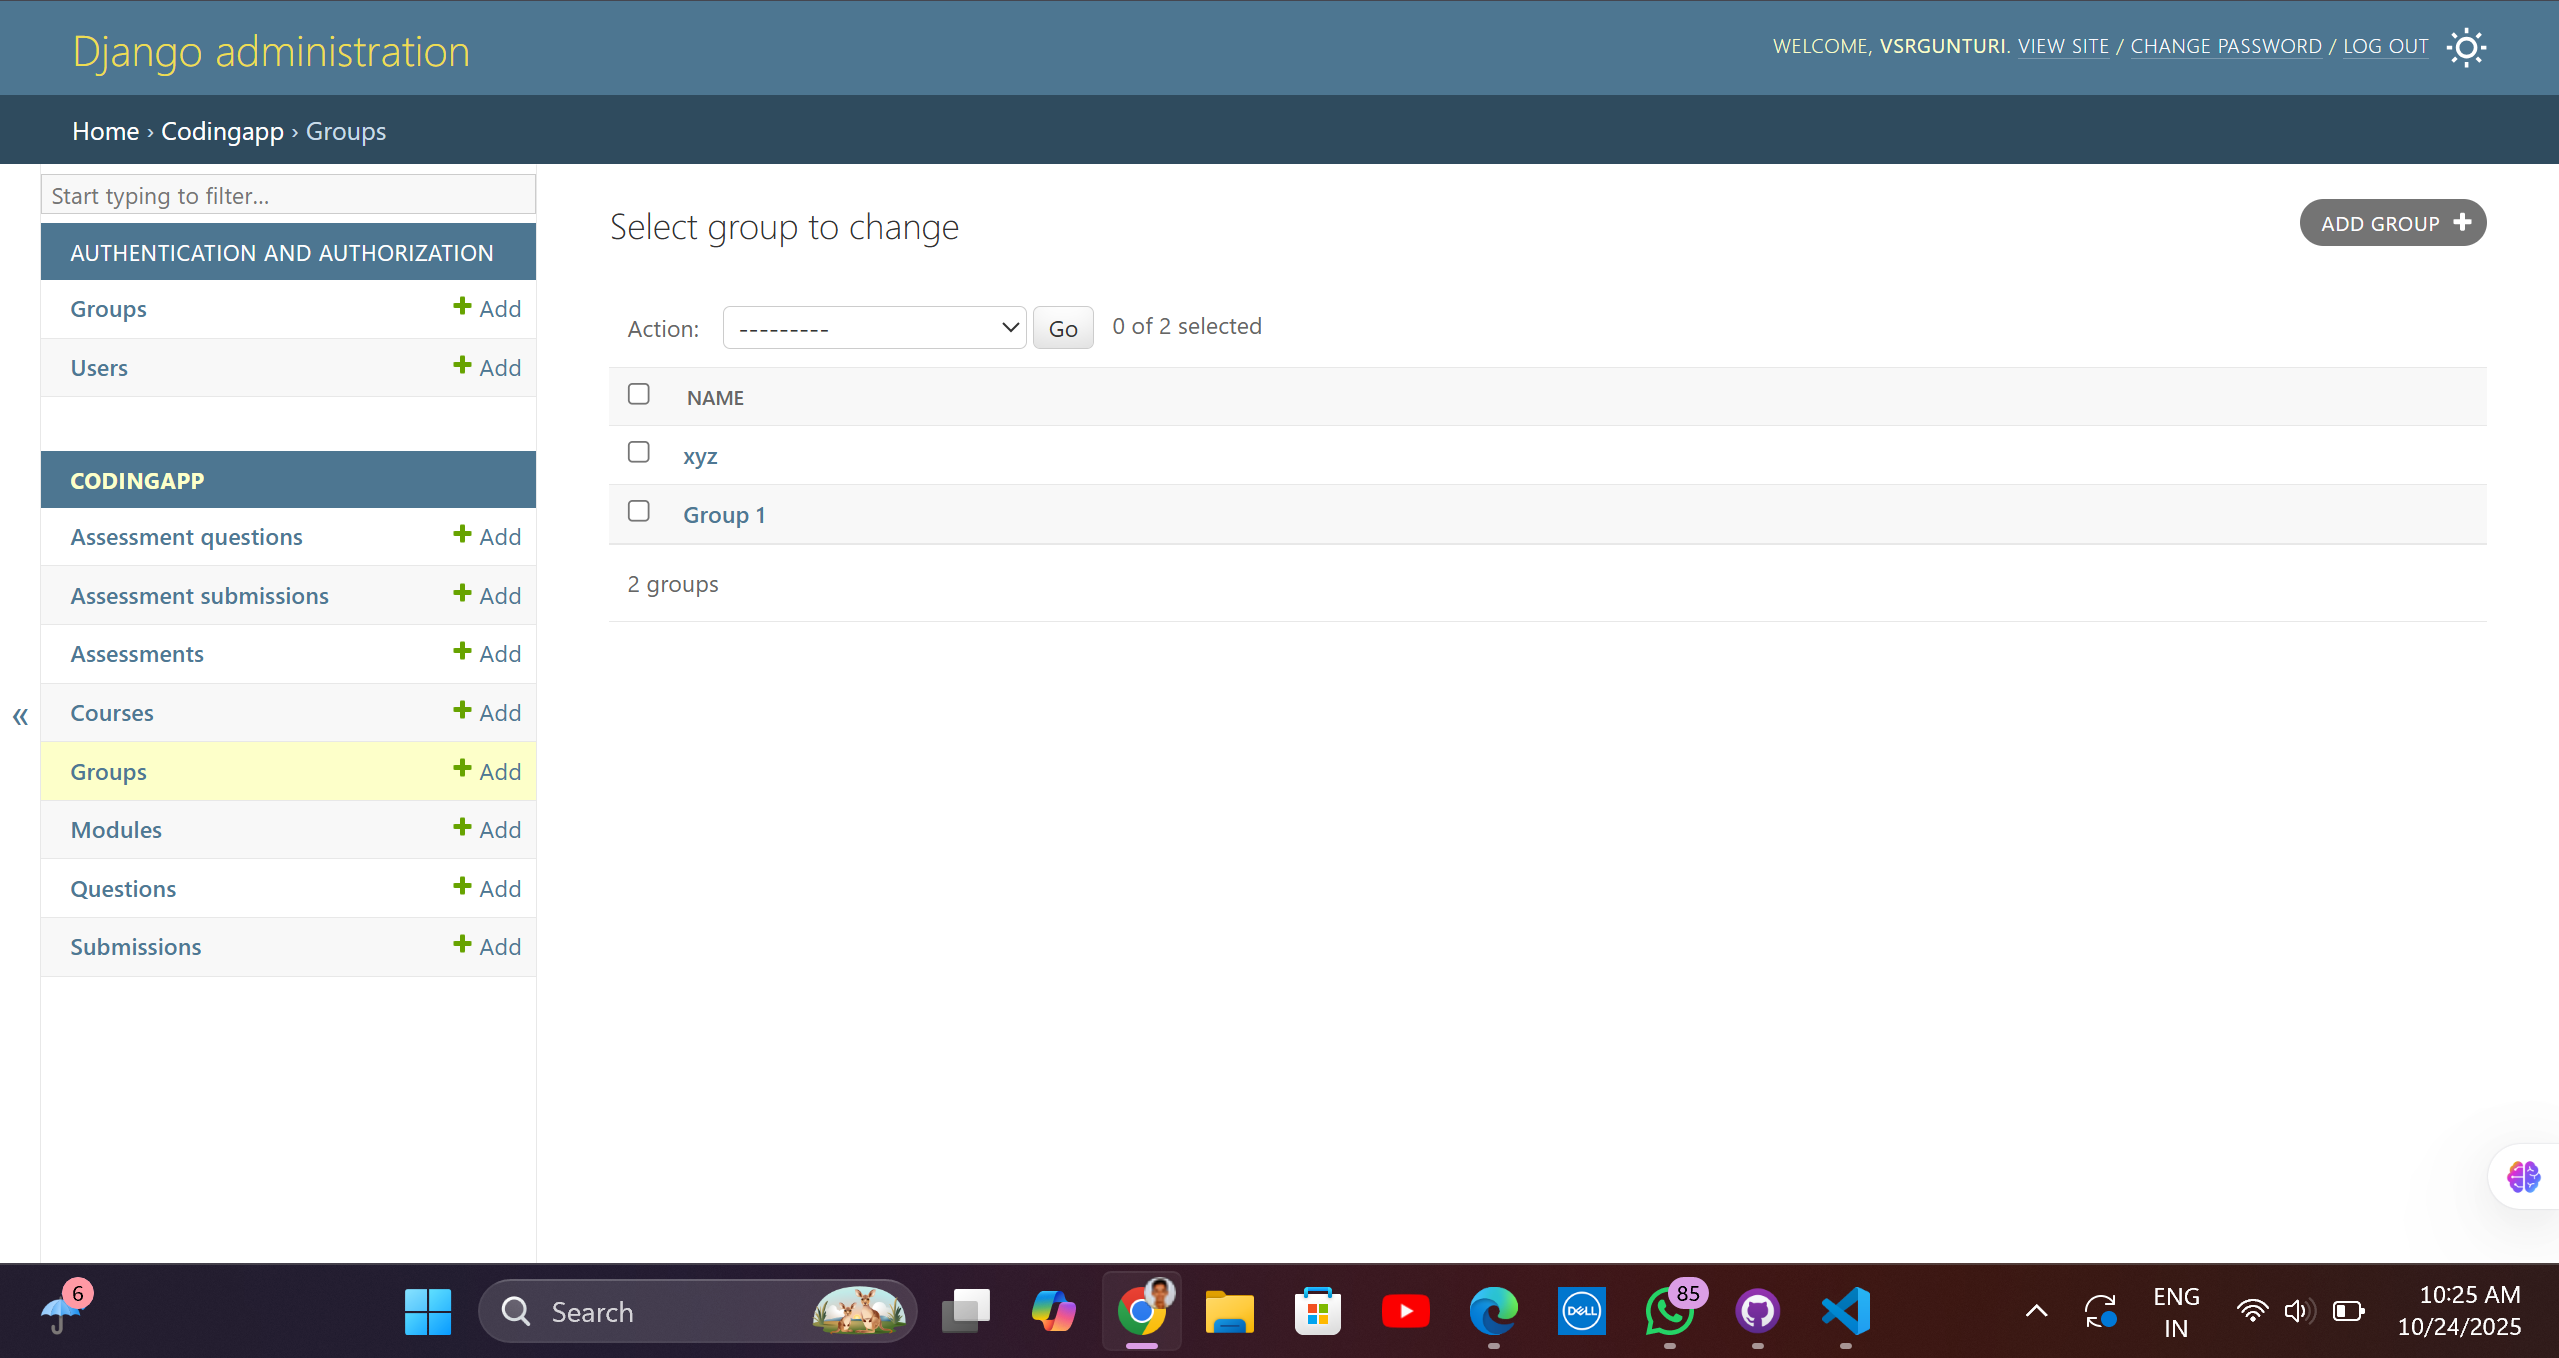 Django administration
WELCOME, VSRGUNTURI. VIEW SITE / CHANGE PASSWORD / LOG OUT
Home › Codingapp › Groups
Start typing to filter...
AUTHENTICATION AND AUTHORIZATION
Groups Add
Users Add
CODINGAPP
Assessment questions Add
Assessment submissions Add
Assessments Add
Courses Add
Groups Add
Modules Add
Questions Add
Submissions Add
«
Select group to change
ADD GROUP
Action: --------- Go 0 of 2 selected
NAME
xyz
Group 1
2 groups
6
Search
DELL
85
ENG
IN
10:25 AM
10/24/2025